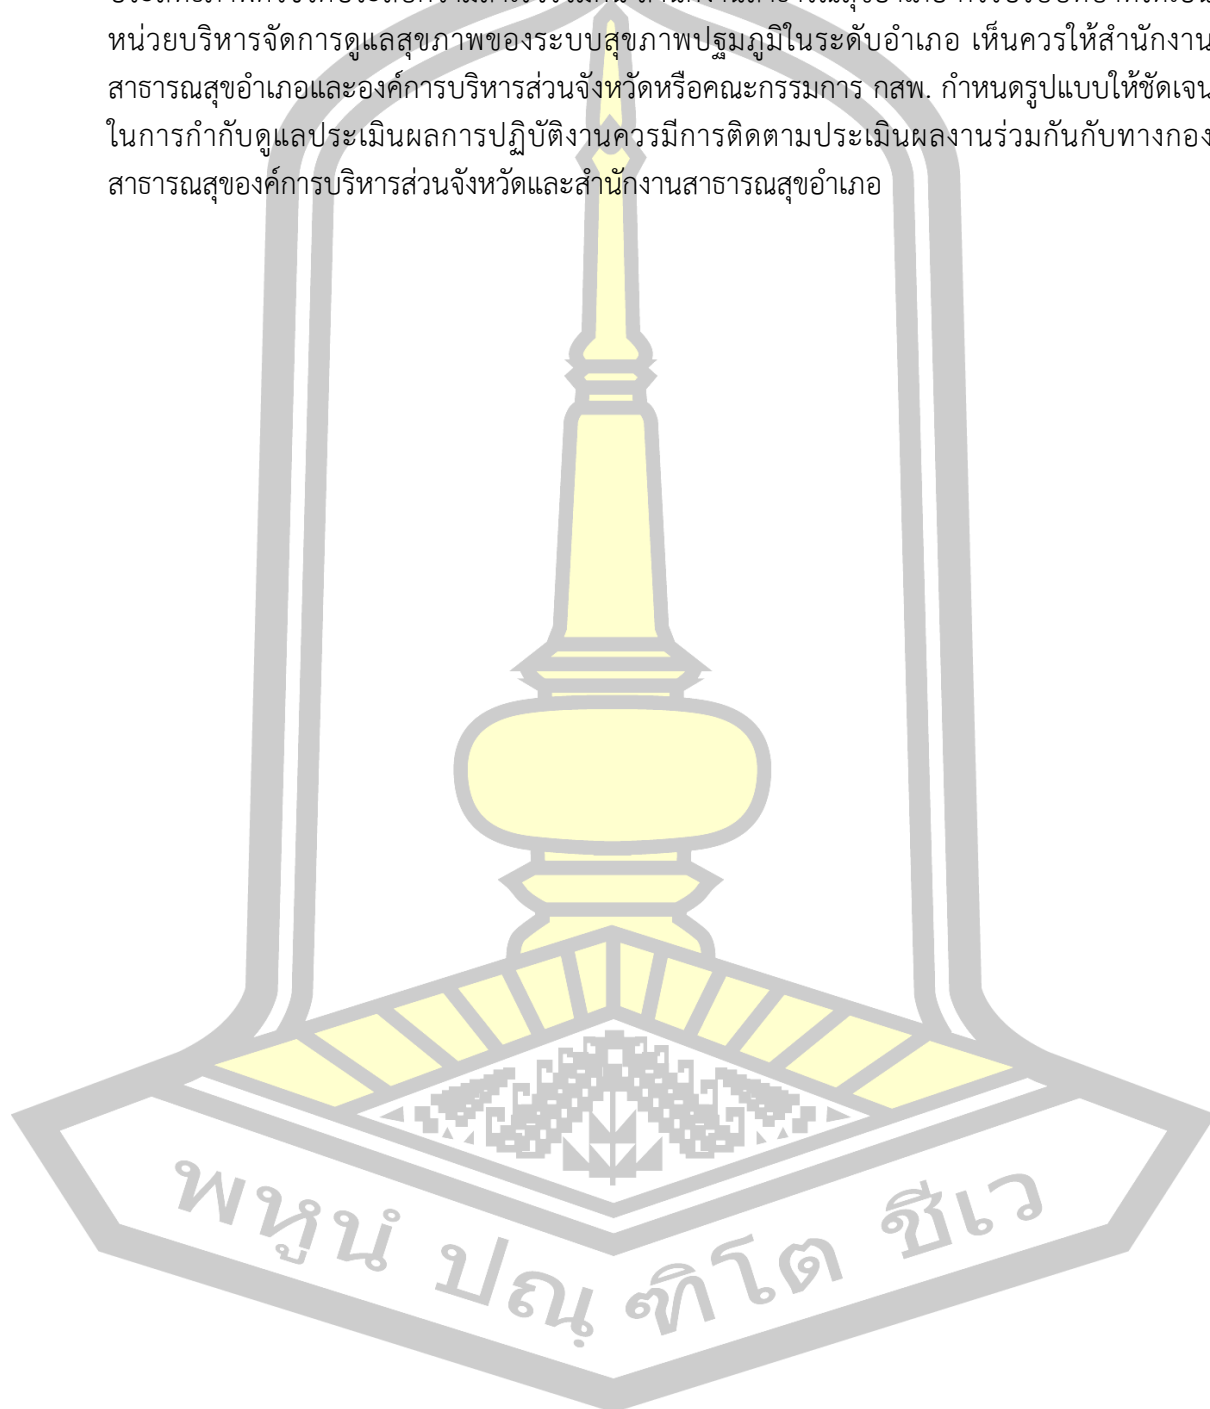 หน่วยบริหารจัดการดูแลสุขภาพของระบบสุขภาพปฐมภูมิในระดับอำเภอ เห็นควรให้สำนักงาน
สาธารณสุขอำเภอและองค์การบริหารส่วนจังหวัดหรือคณะกรรมการ กสพ. กำหนดรูปแบบให้ชัดเจน
ในการกำกับดูแลประเมินผลการปฏิบัติงานควรมีการติดตามประเมินผลงานร่วมกันกับทางกอง
สาธารณสุของค์การบริหารส่วนจังหวัดและสำนักงานสาธารณสุขอำเภอ
พหูนํ ปณฺ ฑิโต ชีเว